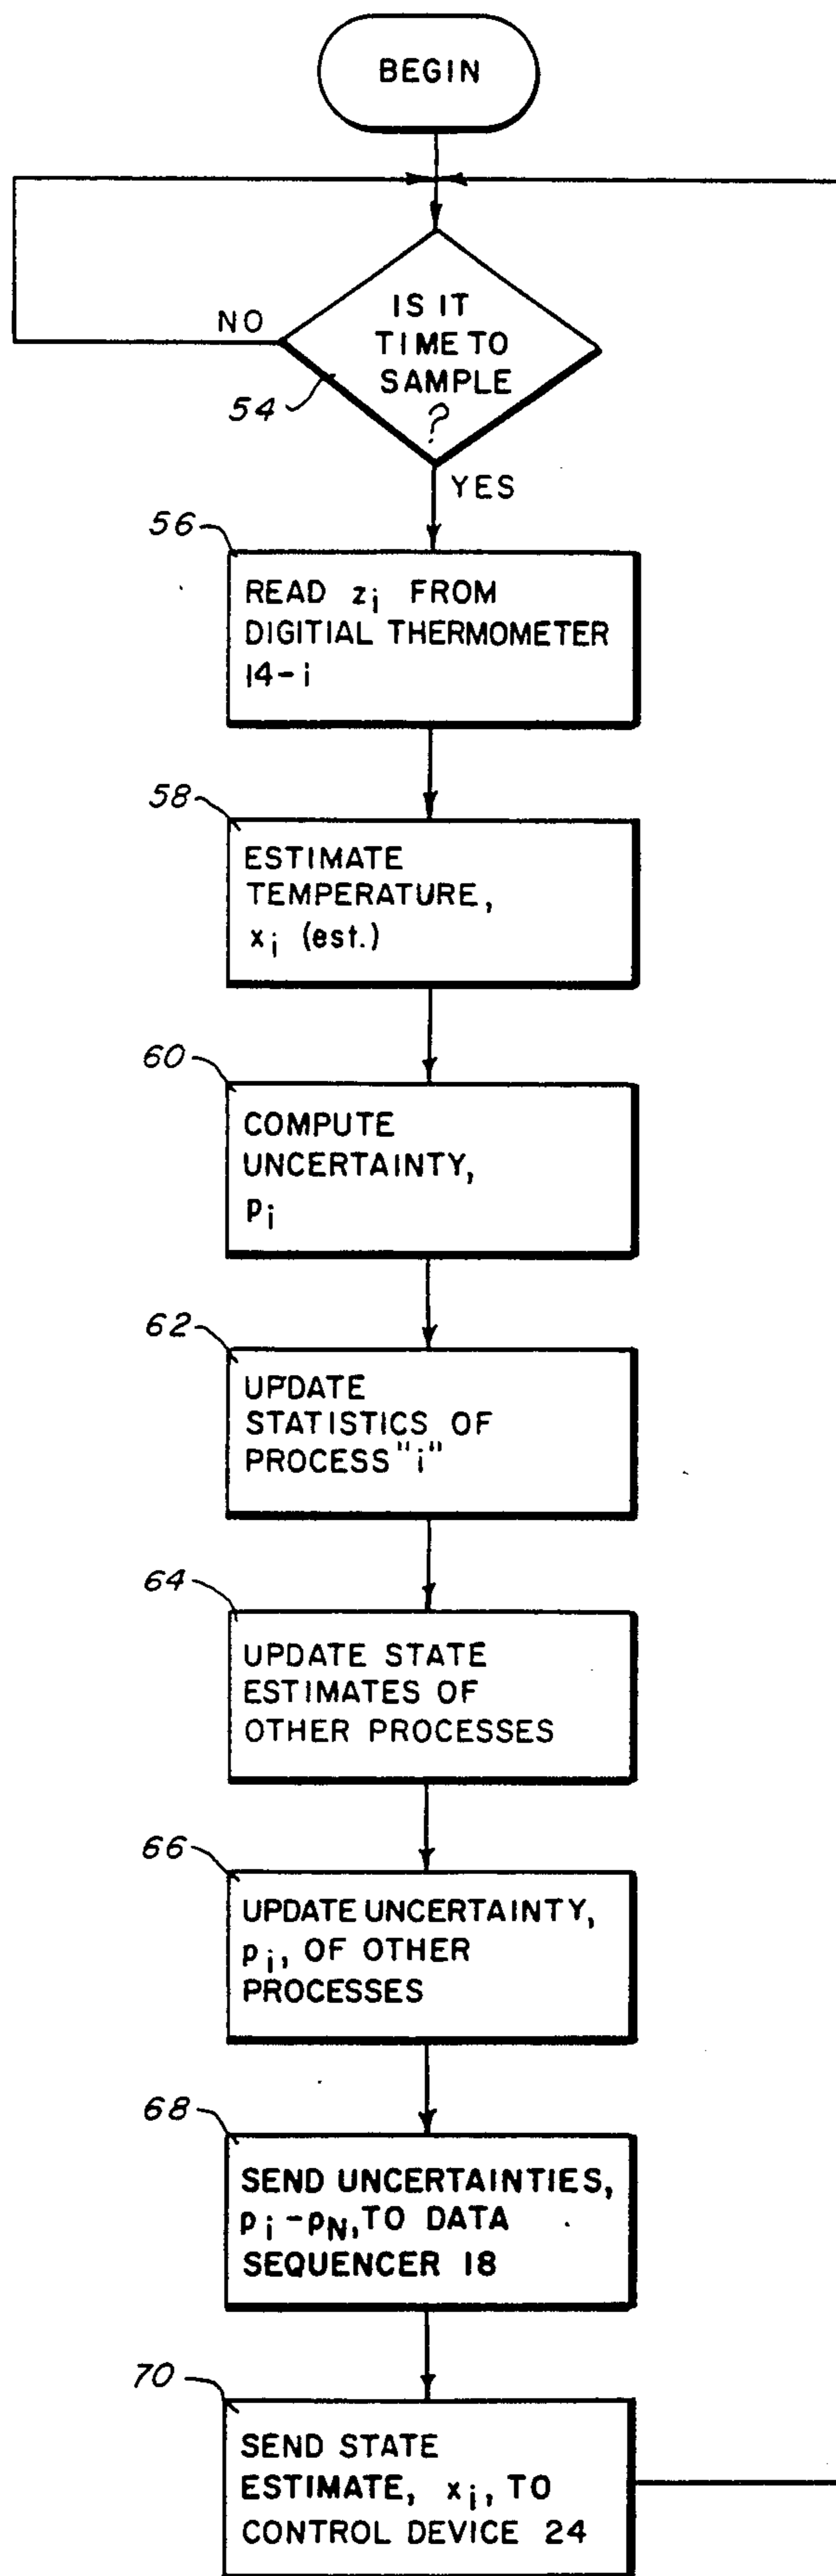 BEGIN
IS IT
TIME TO
SAMPLE
?
NO
54
YES
56
READ zi FROM
DIGITIAL THERMOMETER
14-i
58
ESTIMATE
TEMPERATURE,
xi (est.)
60
COMPUTE
UNCERTAINTY,
pi
62
UPDATE
STATISTICS OF
PROCESS "i"
64
UPDATE STATE
ESTIMATES OF
OTHER PROCESSES
66
UPDATE UNCERTAINTY,
pi, OF OTHER
PROCESSES
68
SEND UNCERTAINTIES,
pi-pN, TO DATA
SEQUENCER 18
70
SEND STATE
ESTIMATE, xi, TO
CONTROL DEVICE 24